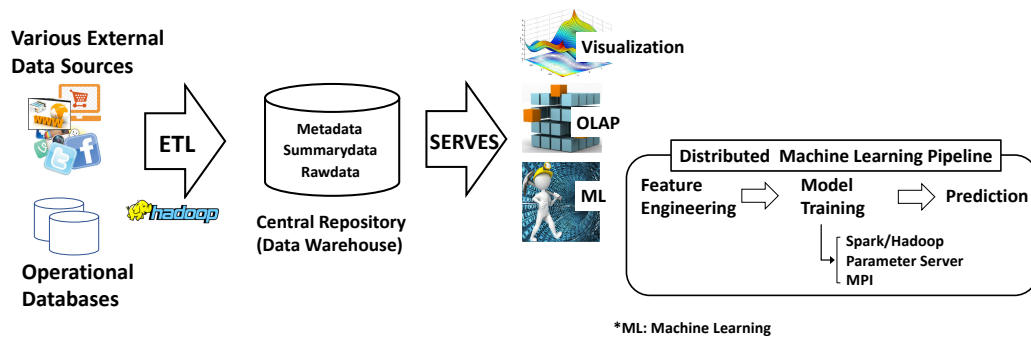 Various External
Data Sources
www
ETL
hadoop
Operational
Databases
Metadata
Summarydata
Rawdata
Central Repository
(Data Warehouse)
SERVES
Visualization
OLAP
ML
Distributed Machine Learning Pipeline
Feature
Engineering
Model
Training
Prediction
Spark/Hadoop
Parameter Server
MPI
*ML: Machine Learning